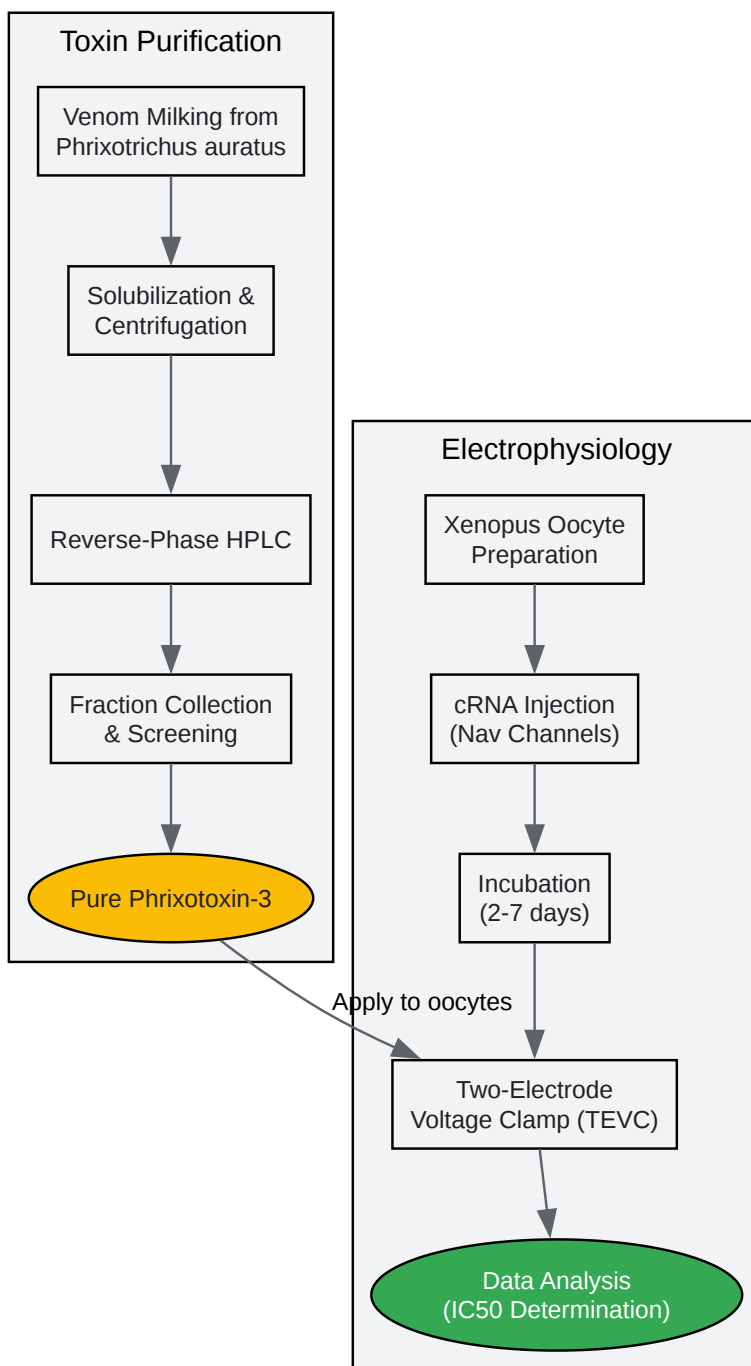 Toxin Purification
Venom Milking from
Phrixotrichus auratus
Solubilization &
Centrifugation
Reverse-Phase HPLC
Fraction Collection
& Screening
Pure Phrixotoxin-3
Apply to oocytes
Electrophysiology
Xenopus Oocyte
Preparation
cRNA Injection
(Nav Channels)
Incubation
(2-7 days)
Two-Electrode
Voltage Clamp (TEVC)
Data Analysis
(IC50 Determination)